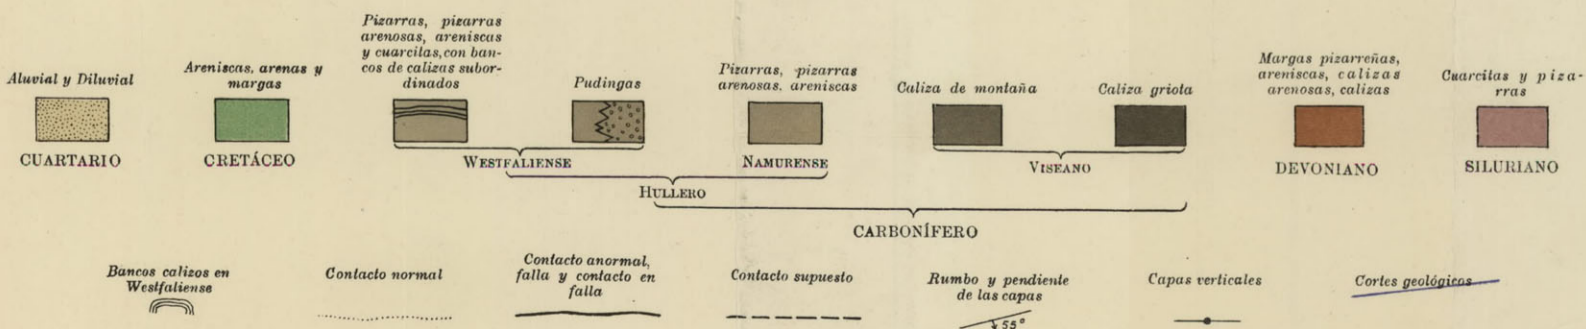 Aluvial y Diluvial
CUARTARIO
Areniscas, arenas y
margas
CRETÁCEO
Pizarras, pizarras
arenosas, areniscas
y cuarcitas, con ban-
cos de calizas subor-
dinados
Pudingas
WESTFALIENSE
Pizarras, pizarras
arenosas, areniscas
NAMURENSE
HULLERO
Caliza de montaña
Caliza griota
VISEANO
CARBONÍFERO
Margas pizarreñas,
areniscas, calizas
arenosas, calizas
DEVONIANO
Cuarcitas y piza-
rras
SILURIANO
Bancos calizos en
Westfaliense
Contacto normal
Contacto anormal,
falla y contacto en
falla
Contacto supuesto
Rumbo y pendiente
de las capas
55°
Capas verticales
Cortes geológicos